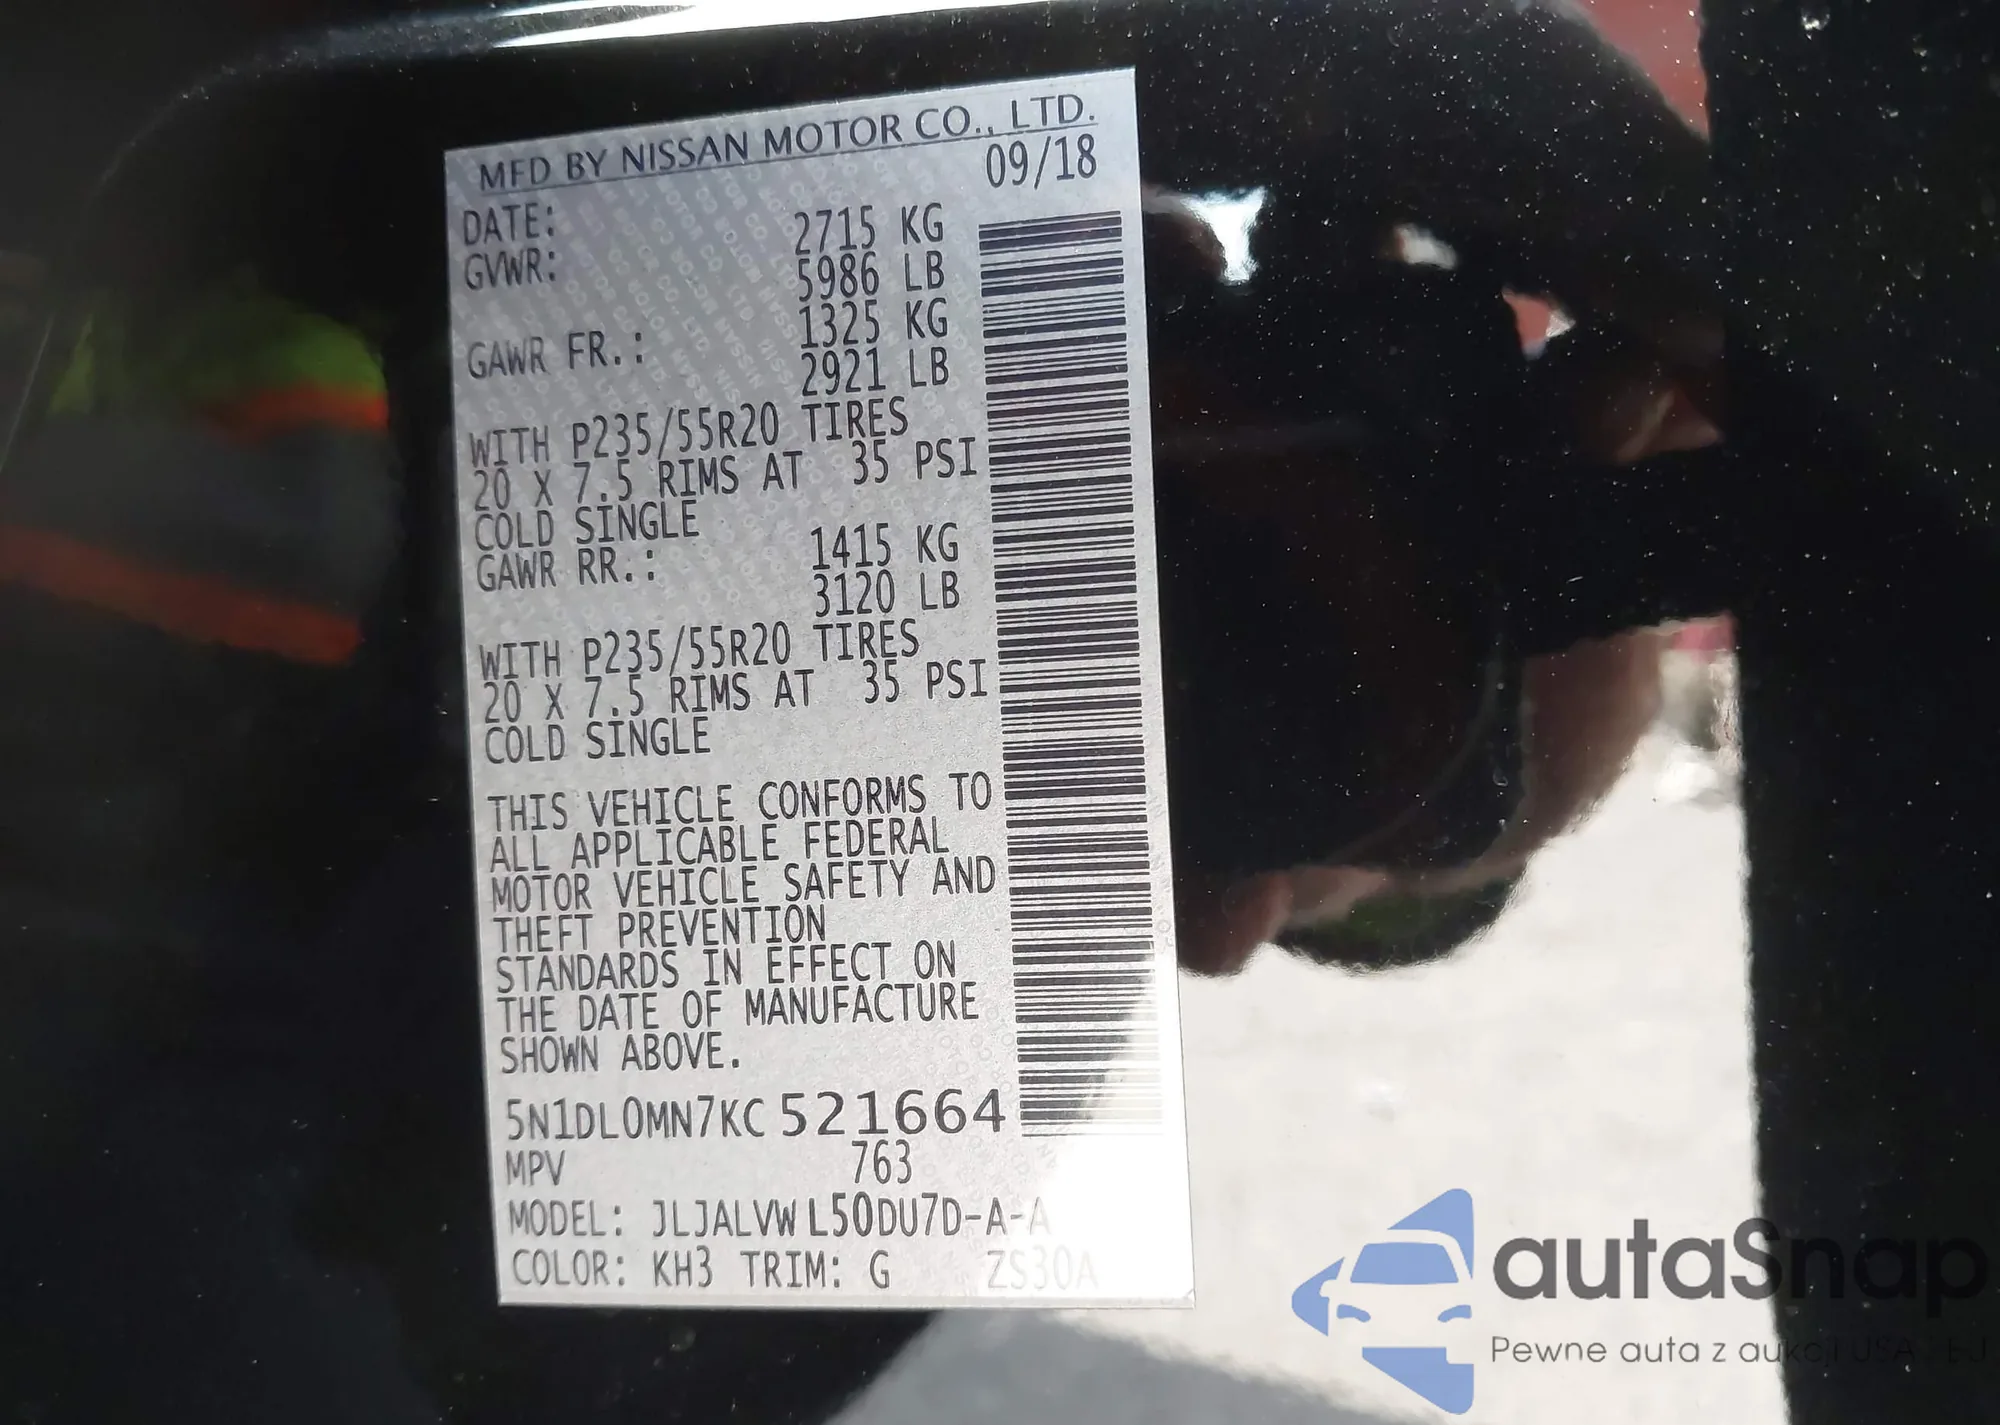 MFD BY NISSAN MOTOR CO., LTD.
DATE: 09/18
GVWR: 2715 KG
5986 LB
GAWR FR.: 1325 KG
2921 LB
WITH P235/55R20 TIRES
20 X 7.5 RIMS AT 35 PSI
COLD SINGLE
GAWR RR.: 1415 KG
3120 LB
WITH P235/55R20 TIRES
20 X 7.5 RIMS AT 35 PSI
COLD SINGLE
THIS VEHICLE CONFORMS TO
ALL APPLICABLE FEDERAL
MOTOR VEHICLE SAFETY AND
THEFT PREVENTION
STANDARDS IN EFFECT ON
THE DATE OF MANUFACTURE
SHOWN ABOVE.
5N1DL0MN7KC521664
MPV 763
MODEL: JLJALVWL50DU7D-A-A
COLOR: KH3 TRIM: G ZS30A
autaSnap
Pewne auta z aukcji USA